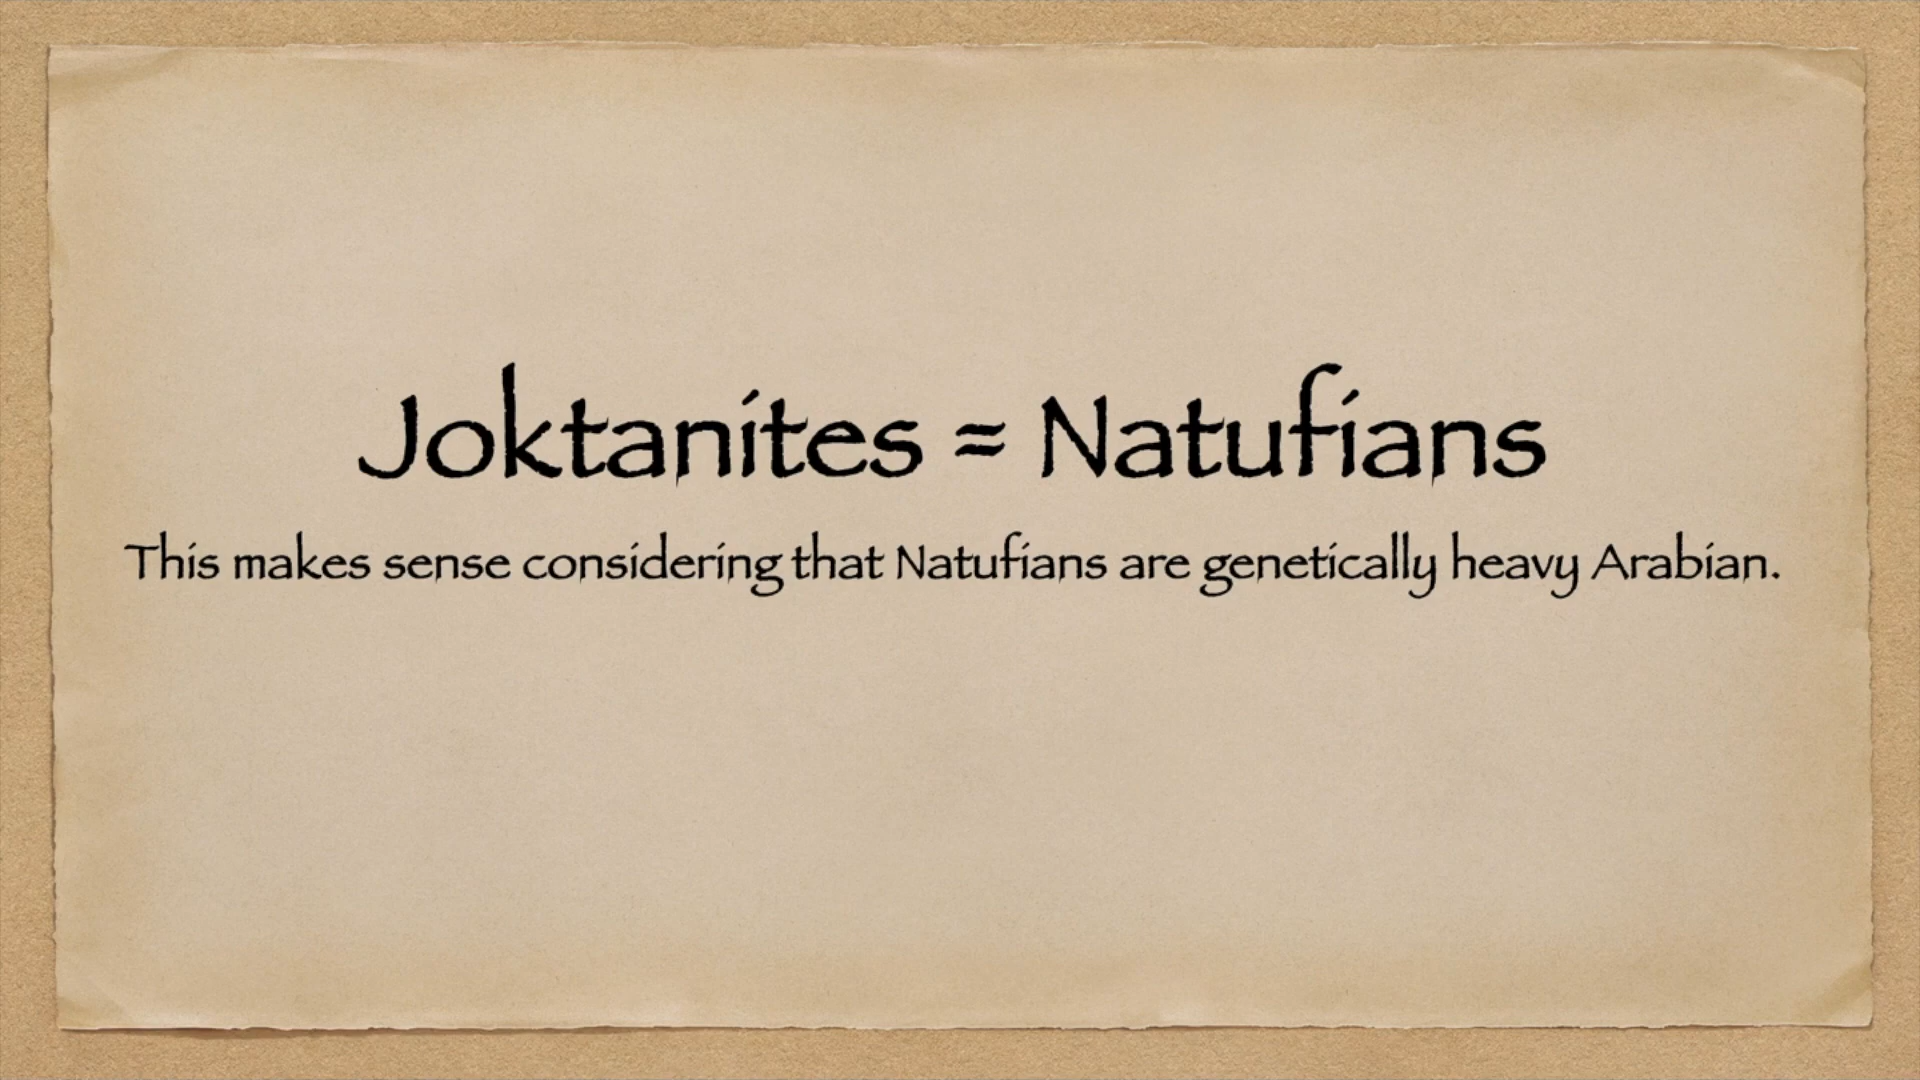 Joktanites = Natufians
This makes sense considering that Natufians are genetically heavy Arabian.